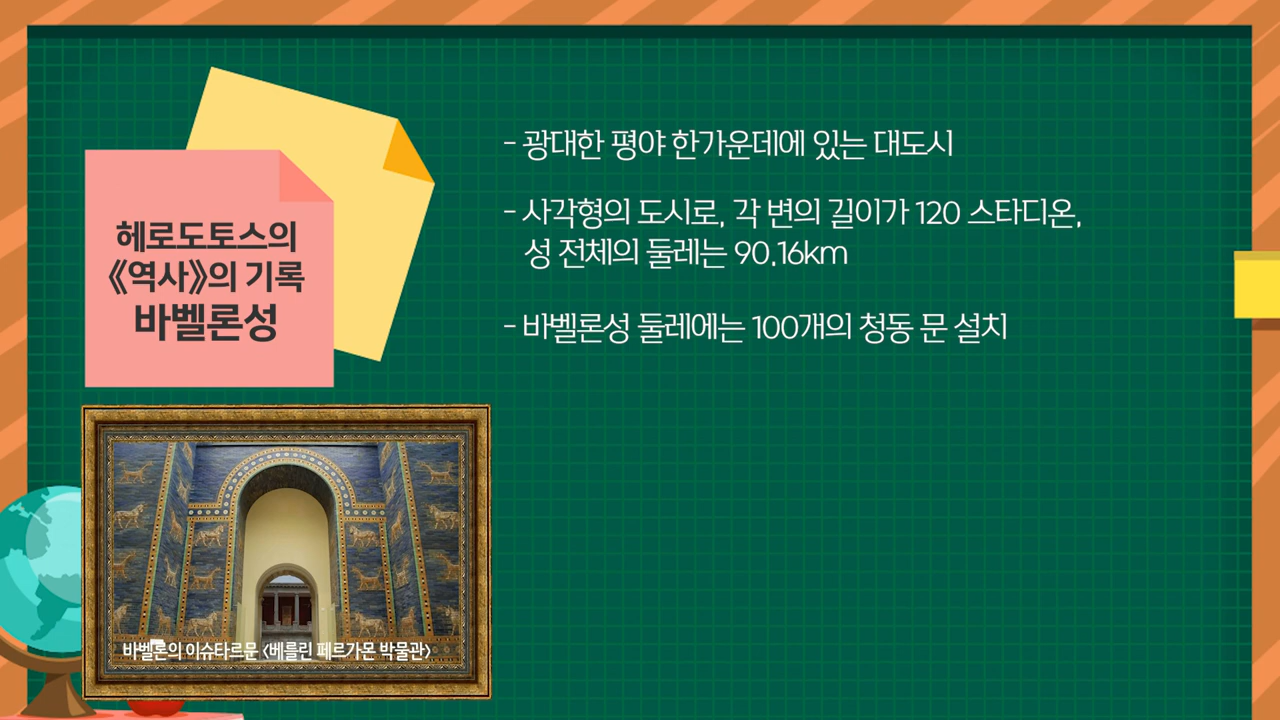 헤로도토스의
《역사》의 기록
바벨론성
- 광대한 평야 한가운데에 있는 대도시
- 사각형의 도시로, 각 변의 길이가 120 스타디온,
성 전체의 둘레는 90.16km
- 바벨론성 둘레에는 100개의 청동 문 설치
바벨론의 이슈타르문 <베를린 페르가몬 박물관>